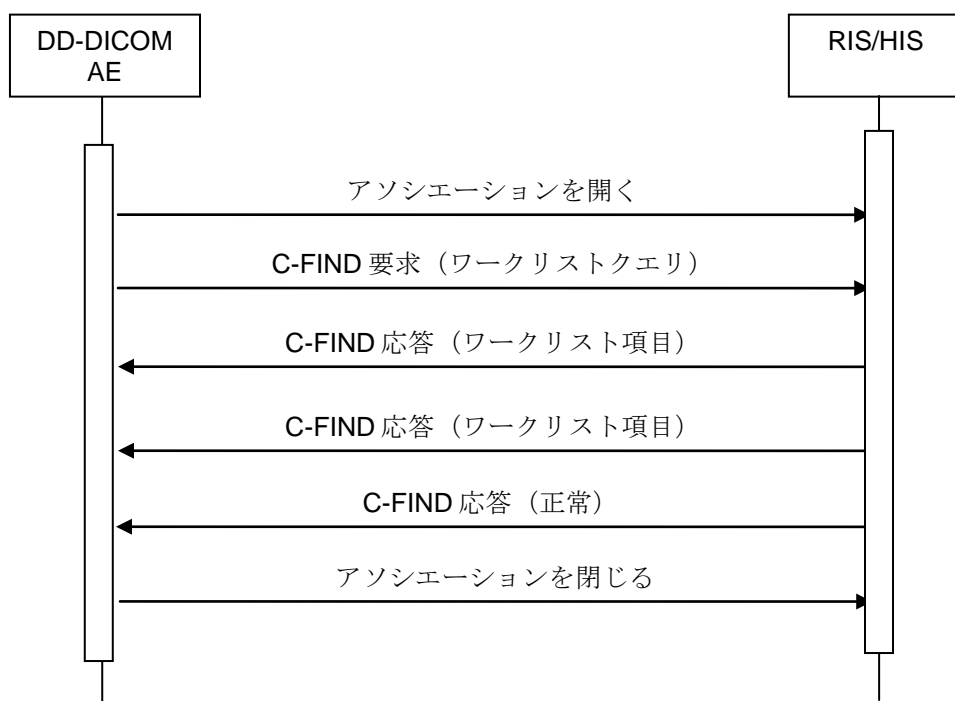 DD-DICOM
AE
RIS/HIS
アソシエーションを開く
C-FIND 要求（ワークリストクエリ）
C-FIND 応答（ワークリスト項目）
C-FIND 応答（ワークリスト項目）
C-FIND 応答（正常）
アソシエーションを閉じる